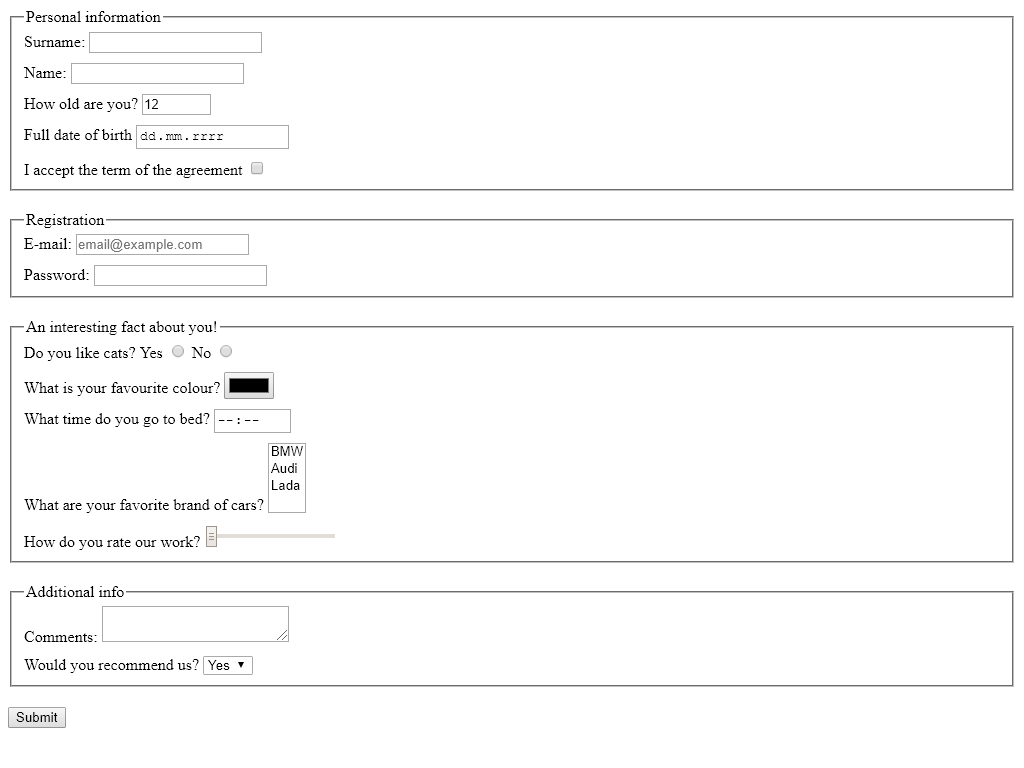 Personal information
Surname:
Name:
How old are you? 12
Full date of birth dd.mm.rrrr
I accept the term of the agreement
Registration
E-mail: email@example.com
Password:
An interesting fact about you!
Do you like cats? Yes No
What is your favourite colour?
What time do you go to bed? --:--
BMW
Audi
Lada
What are your favorite brand of cars?
How do you rate our work?
Additional info
Comments:
Would you recommend us? Yes
Submit